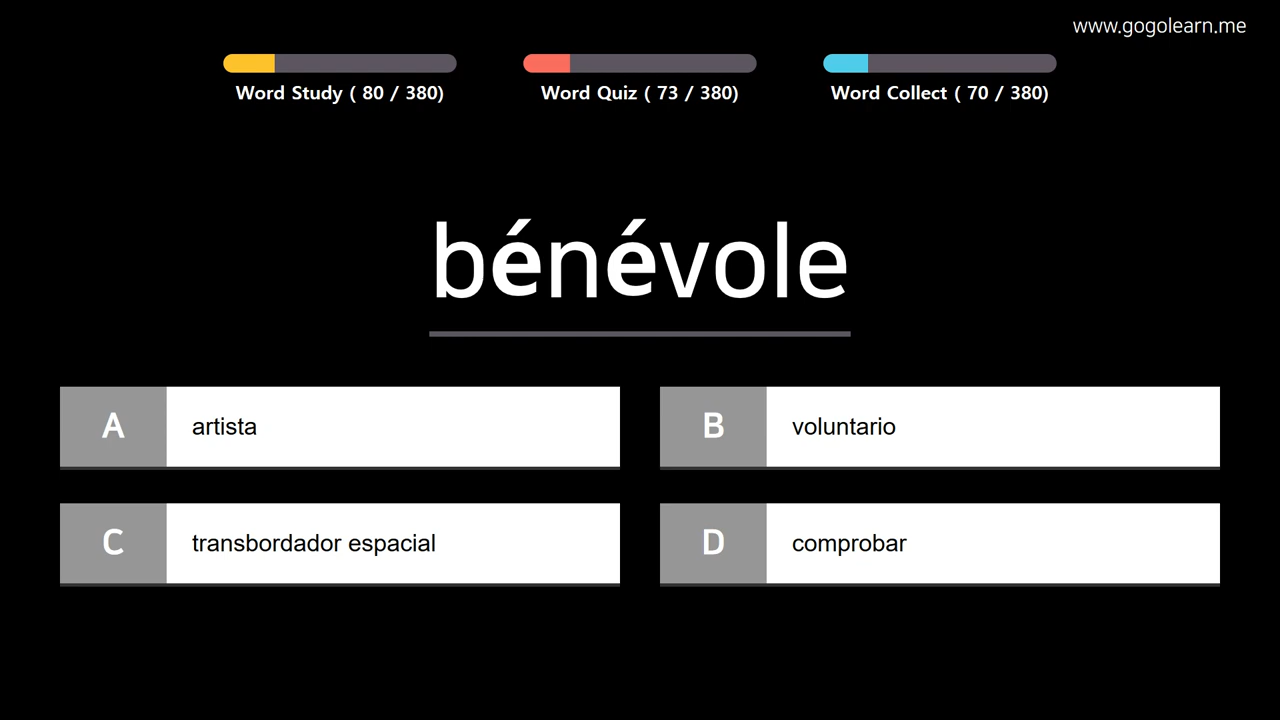 www.gogolearn.me
Word Study ( 80 / 380)
Word Quiz ( 73 / 380)
Word Collect ( 70 / 380)
bénévole
A artista
B voluntario
C transbordador espacial
D comprobar